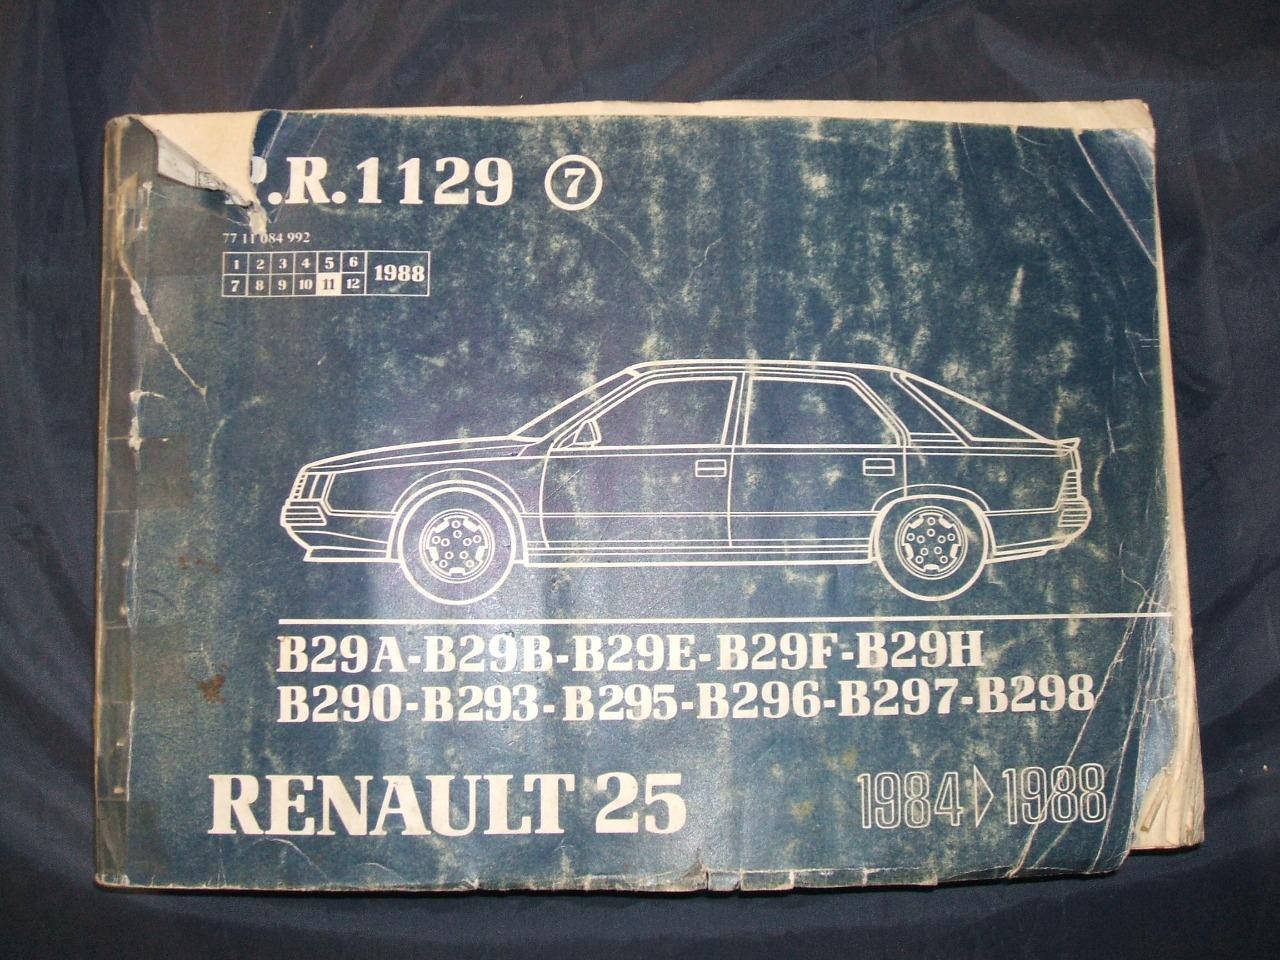 P.R.1129 7
77 11 084 992
1 2 3 4 5 6
7 8 9 10 11 12
1988
B29A-B29B-B29E-B29F-B29H
B290-B293-B295-B296-B297-B298
RENAULT 25
1984▷1988